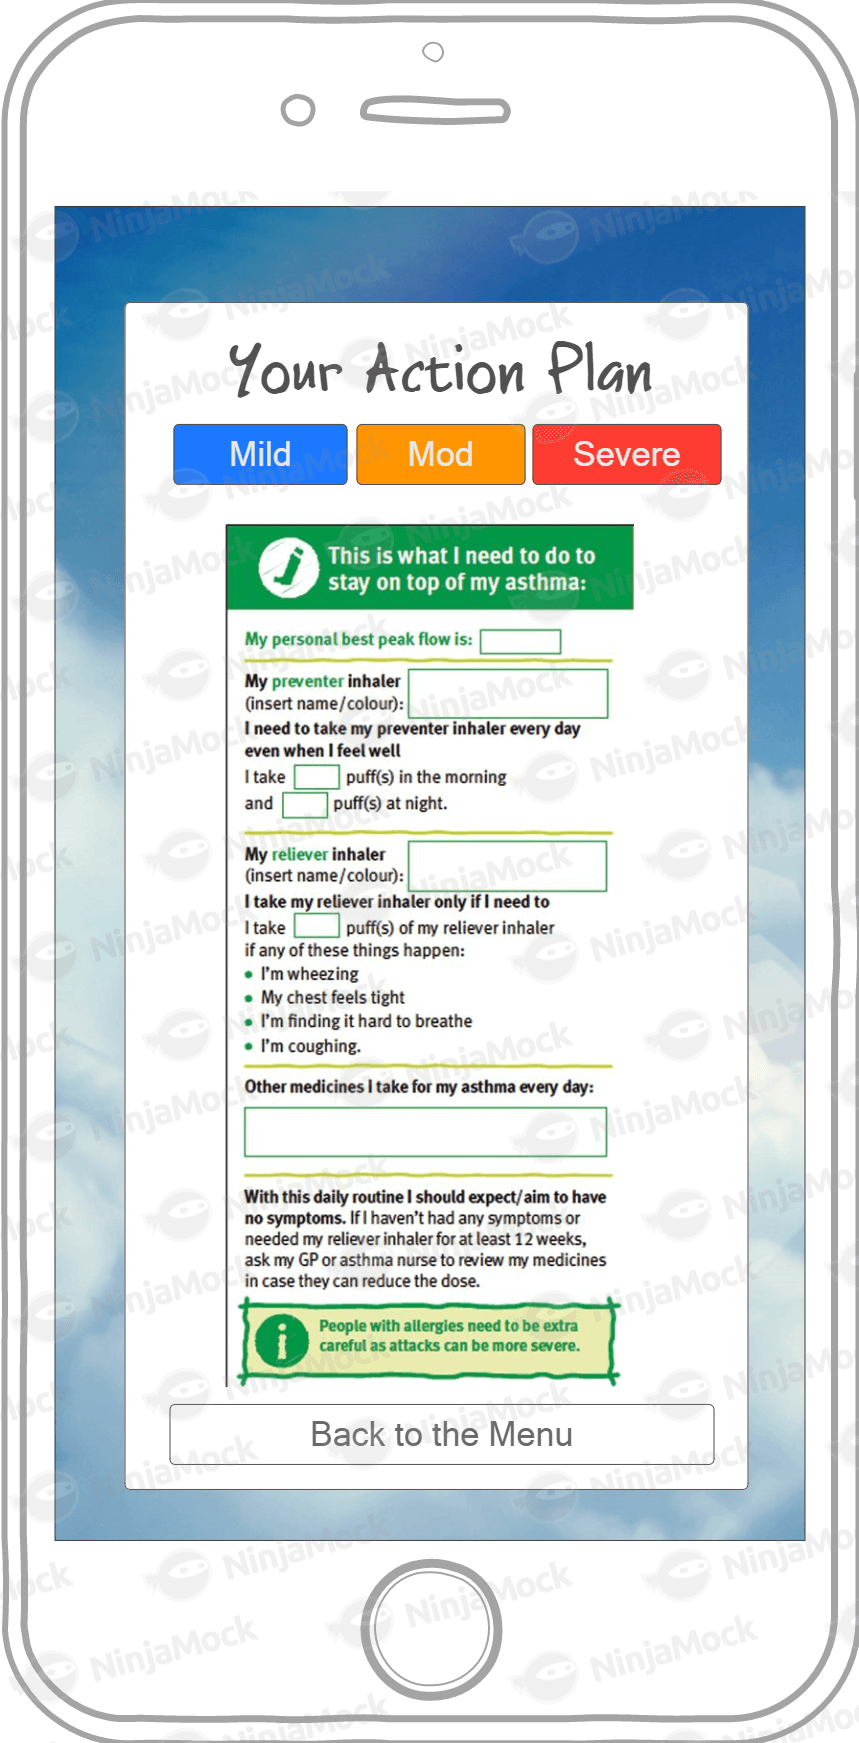 Your Action Plan
Mild Mod Severe
This is what I need to do to
stay on top of my asthma:
My personal best peak flow is:
My preventer inhaler
(insert name/colour):
I need to take my preventer inhaler every day
even when I feel well
I take puff(s) in the morning
and puff(s) at night.
My reliever inhaler
(insert name/colour):
I take my reliever inhaler only if I need to
I take puff(s) of my reliever inhaler
if any of these things happen:
• I'm wheezing
• My chest feels tight
• I'm finding it hard to breathe
• I'm coughing.
Other medicines I take for my asthma every day:
With this daily routine I should expect/aim to have
no symptoms. If I haven't had any symptoms or
needed my reliever inhaler for at least 12 weeks,
ask my GP or asthma nurse to review my medicines
in case they can reduce the dose.
People with allergies need to be extra
careful as attacks can be more severe.
Back to the Menu
NinjaMock